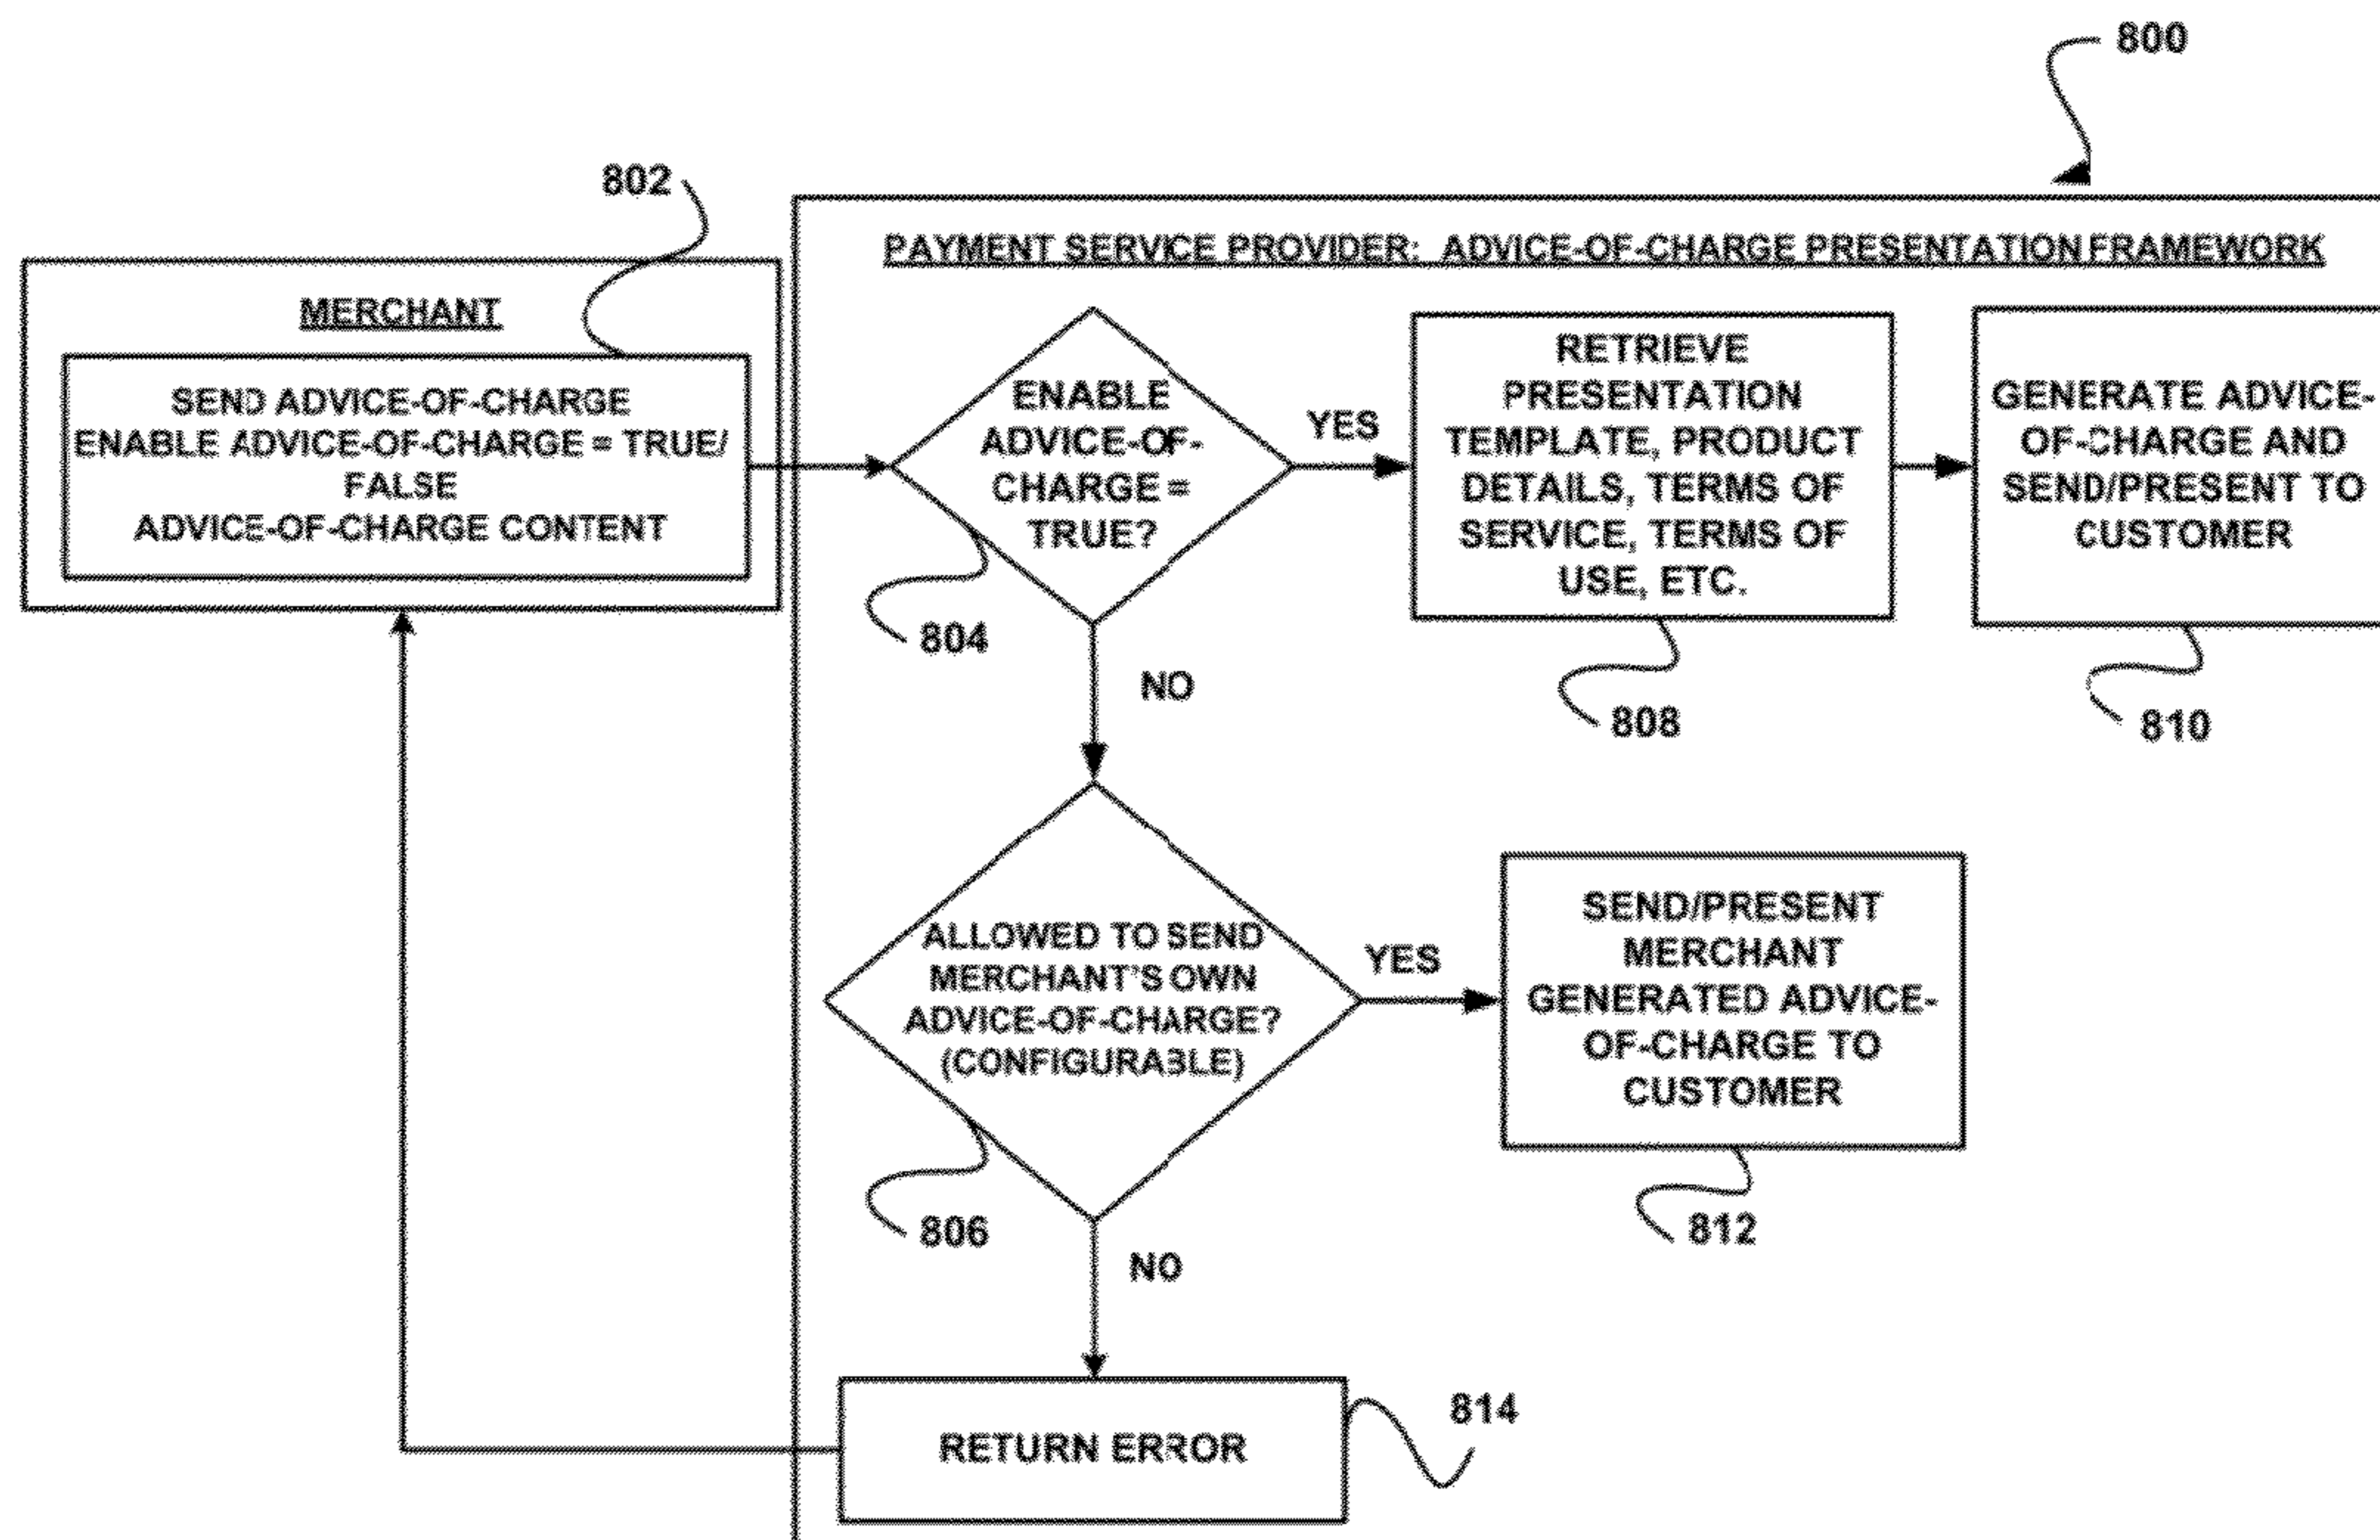 800
802
PAYMENT SERVICE PROVIDER: ADVICE-OF-CHARGE PRESENTATION FRAMEWORK
MERCHANT
SEND ADVICE-OF-CHARGE
ENABLE ADVICE-OF-CHARGE = TRUE/
FALSE
ADVICE-OF-CHARGE CONTENT
ENABLE
ADVICE-OF-
CHARGE =
TRUE?
YES
RETRIEVE
PRESENTATION
TEMPLATE, PRODUCT
DETAILS, TERMS OF
SERVICE, TERMS OF
USE, ETC.
GENERATE ADVICE-
OF-CHARGE AND
SEND/PRESENT TO
CUSTOMER
804
NO
808
810
ALLOWED TO SEND
MERCHANT'S OWN
ADVICE-OF-CHARGE?
(CONFIGURABLE)
YES
SEND/PRESENT
MERCHANT
GENERATED ADVICE-
OF-CHARGE TO
CUSTOMER
806
NO
812
RETURN ERROR
814